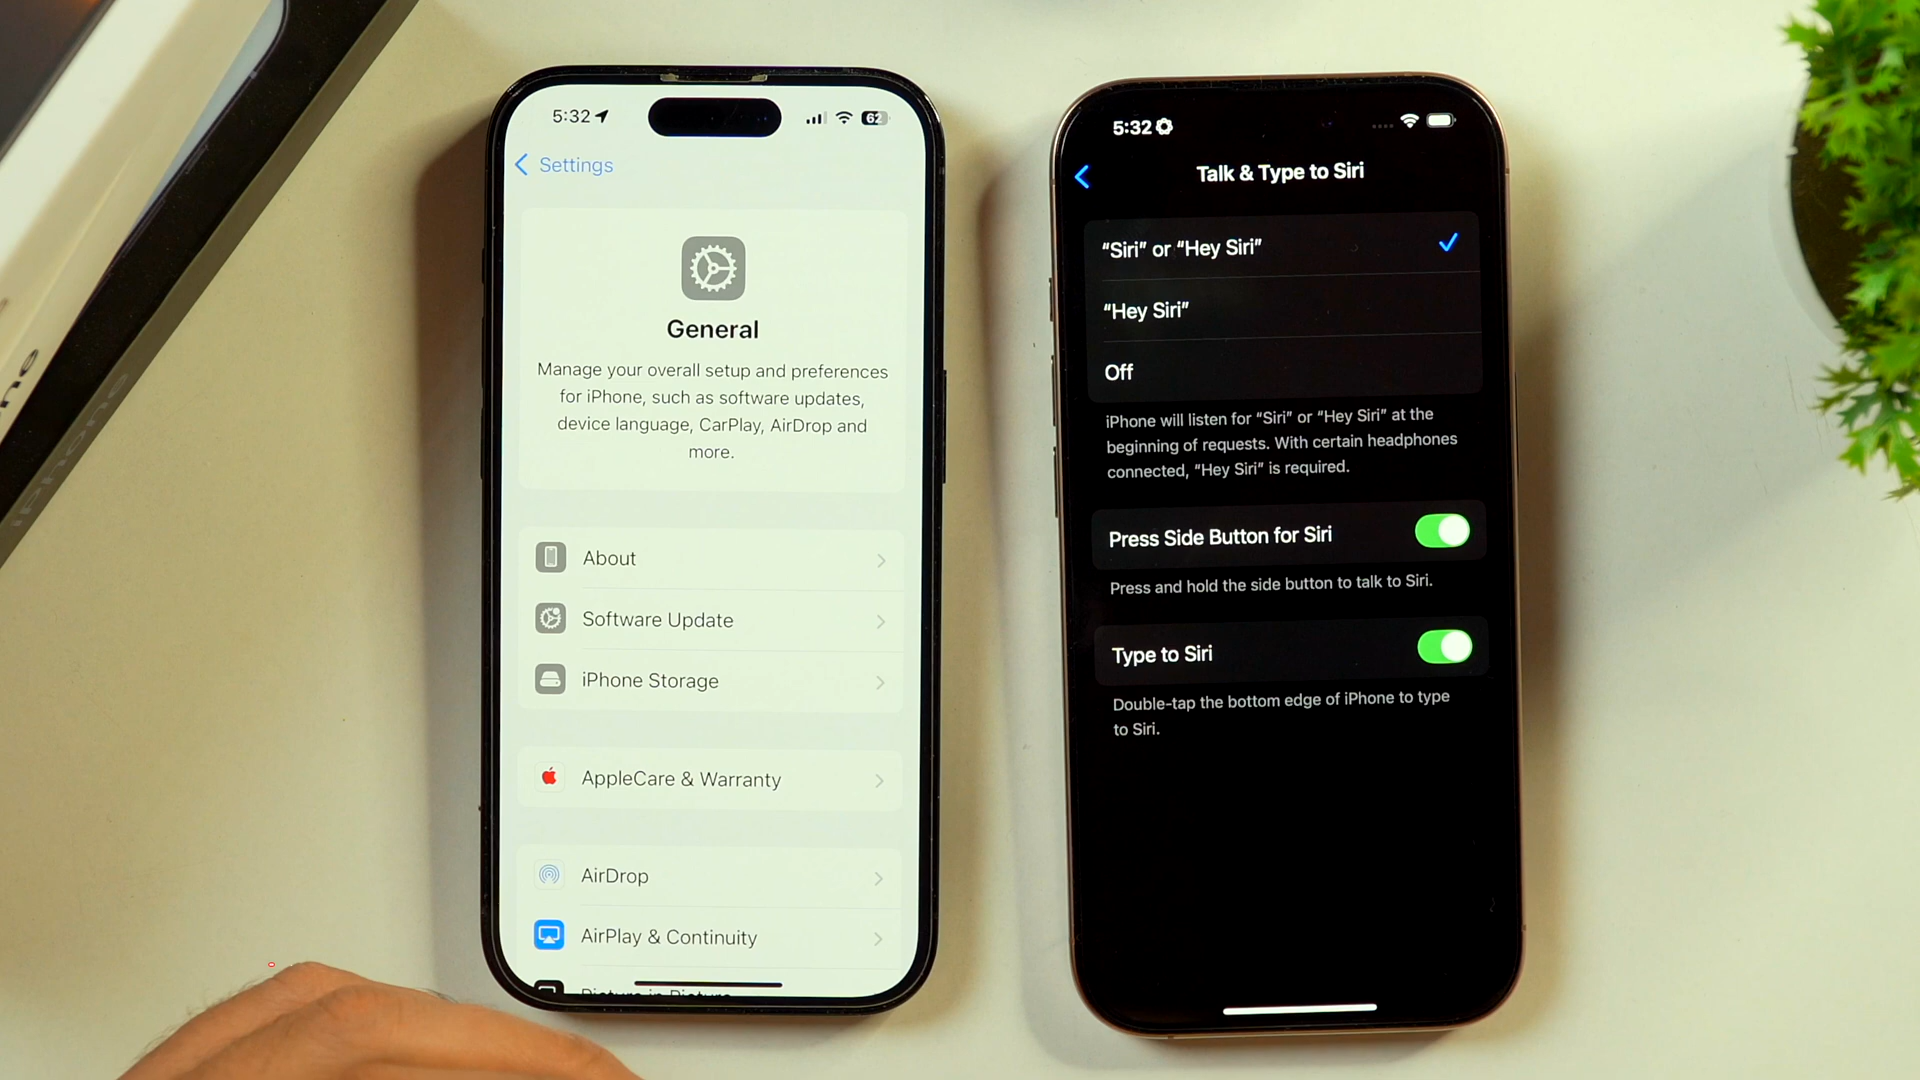 5:32
62
Settings
General
Manage your overall setup and preferences
for iPhone, such as software updates,
device language, CarPlay, AirDrop and
more.
About
Software Update
iPhone Storage
AppleCare & Warranty
AirDrop
AirPlay & Continuity
Picture in Picture
5:32
Talk & Type to Siri
“Siri” or “Hey Siri”
“Hey Siri”
Off
iPhone will listen for “Siri” or “Hey Siri” at the
beginning of requests. With certain headphones
connected, “Hey Siri” is required.
Press Side Button for Siri
Press and hold the side button to talk to Siri.
Type to Siri
Double-tap the bottom edge of iPhone to type
to Siri.
iPhone